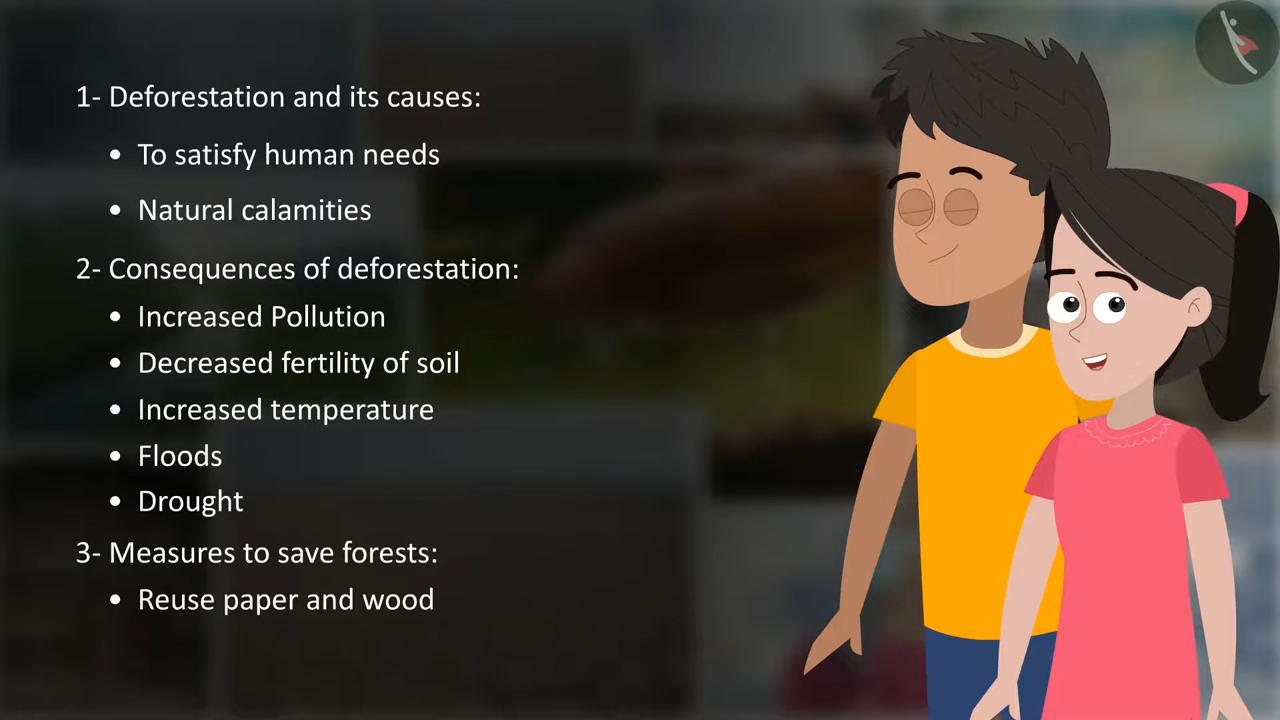 1- Deforestation and its causes:
• To satisfy human needs
• Natural calamities
2- Consequences of deforestation:
• Increased Pollution
• Decreased fertility of soil
• Increased temperature
• Floods
• Drought
3- Measures to save forests:
• Reuse paper and wood